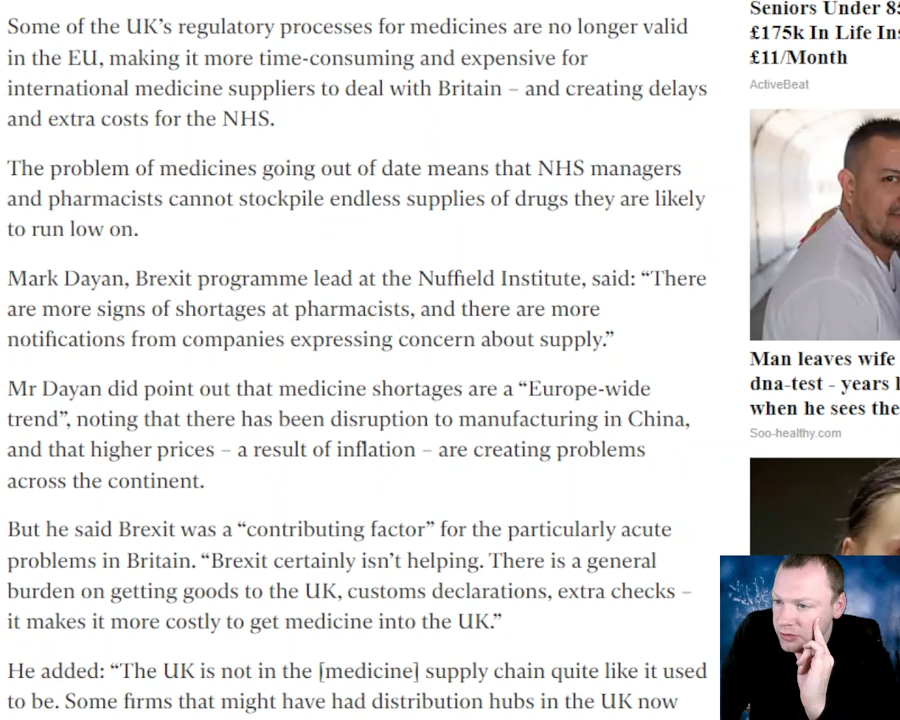 Some of the UK’s regulatory processes for medicines are no longer valid
in the EU, making it more time-consuming and expensive for
international medicine suppliers to deal with Britain – and creating delays
and extra costs for the NHS.
The problem of medicines going out of date means that NHS managers
and pharmacists cannot stockpile endless supplies of drugs they are likely
to run low on.
Mark Dayan, Brexit programme lead at the Nuffield Institute, said: “There
are more signs of shortages at pharmacists, and there are more
notifications from companies expressing concern about supply.”
Mr Dayan did point out that medicine shortages are a “Europe-wide
trend”, noting that there has been disruption to manufacturing in China,
and that higher prices – a result of inflation – are creating problems
across the continent.
But he said Brexit was a “contributing factor” for the particularly acute
problems in Britain. “Brexit certainly isn’t helping. There is a general
burden on getting goods to the UK, customs declarations, extra checks –
it makes it more costly to get medicine into the UK.”
He added: “The UK is not in the [medicine] supply chain quite like it used
to be. Some firms that might have had distribution hubs in the UK now
Seniors Under
£175k In Life
£11/Month
ActiveBeat
Man leaves wife
dna-test - years
when he sees the
Soo-healthy.com